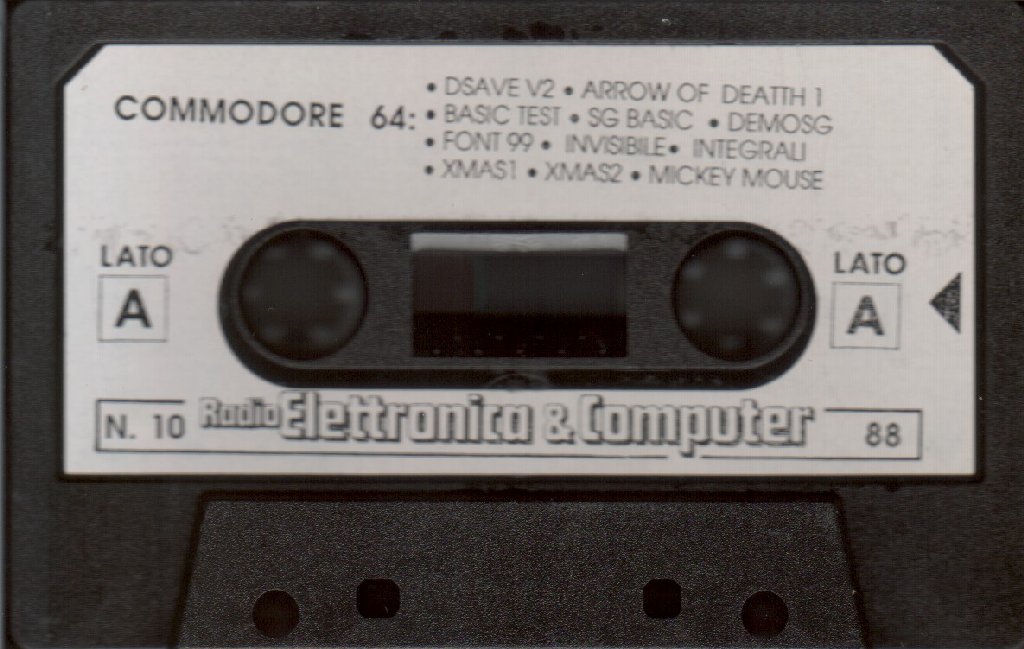 COMMODORE 64: • DSAVE V2 • ARROW OF DEATTH 1
• BASIC TEST • SG BASIC • DEMOSG
• FONT 99 • INVISIBILE • INTEGRALI
• XMAS1 • XMAS2 • MICKEY MOUSE
LATO LATO
A A
N. 10 Radio Elettronica & Computer 88